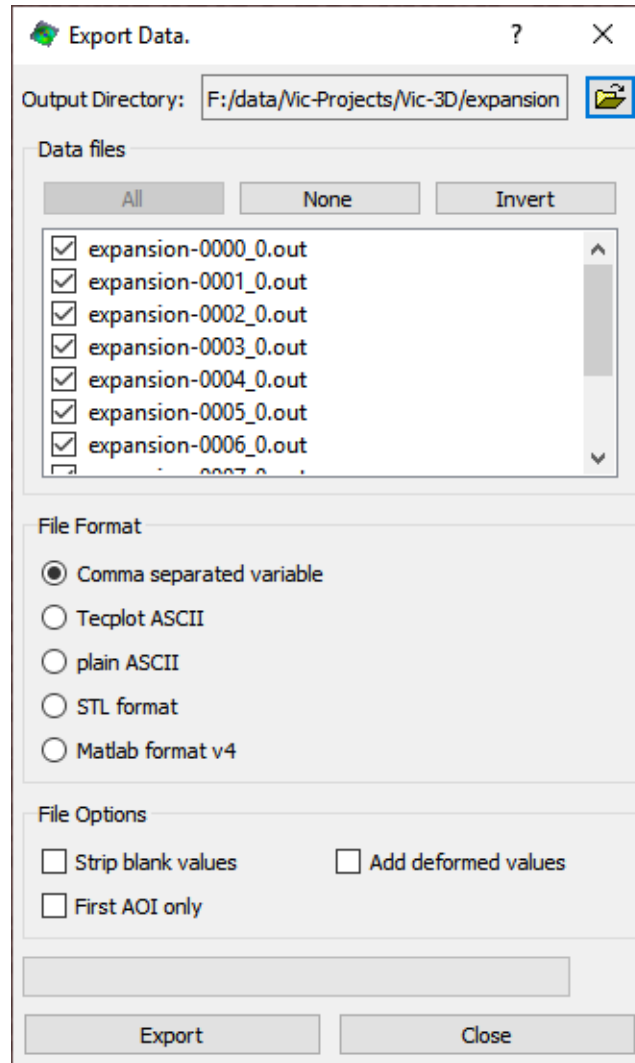 Export Data.
Output Directory: F:/data/Vic-Projects/Vic-3D/expansion
Data files
All None Invert
expansion-0000_0.out
expansion-0001_0.out
expansion-0002_0.out
expansion-0003_0.out
expansion-0004_0.out
expansion-0005_0.out
expansion-0006_0.out
File Format
Comma separated variable
Tecplot ASCII
plain ASCII
STL format
Matlab format v4
File Options
Strip blank values Add deformed values
First AOI only
Export Close